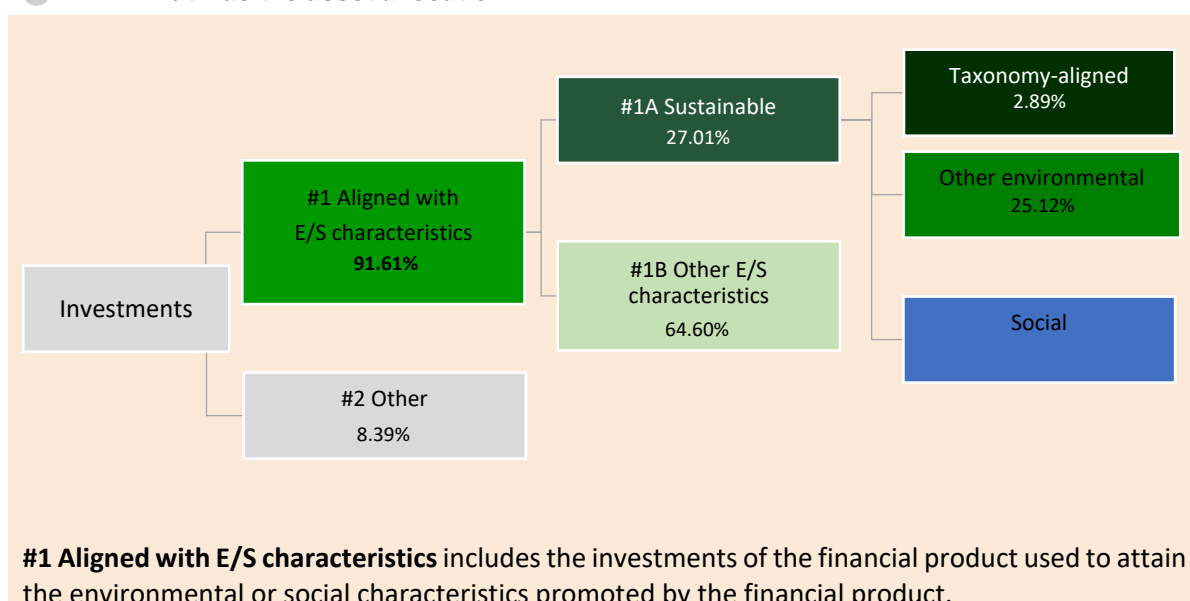 Investments
#1 Aligned with
E/S characteristics
91.61%
#2 Other
8.39%
#1A Sustainable
27.01%
#1B Other E/S
characteristics
64.60%
Taxonomy-aligned
2.89%
Other environmental
25.12%
Social
#1 Aligned with E/S characteristics includes the investments of the financial product used to attain
the environmental or social characteristics promoted by the financial product.